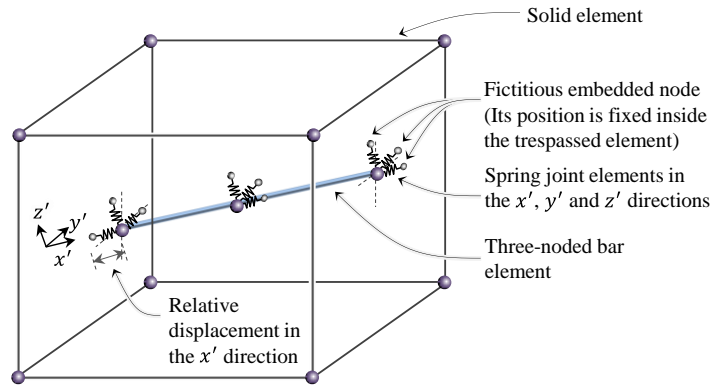 Solid element
Fictitious embedded node
(Its position is fixed inside
the trespassed element)
Spring joint elements in
the x′, y′ and z′ directions
z′
y′
x′
Three-noded bar
element
Relative
displacement in
the x′ direction